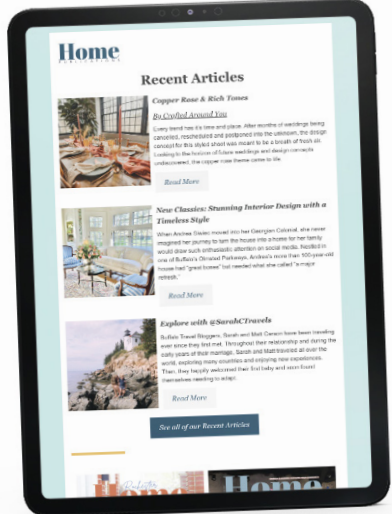 Home
PUBLICATIONS
Recent Articles
Copper Rose & Rich Tones
By Crafted Around You
Every trend has its time and place. After months of weddings being
canceled, rescheduled and postponed into the unknown, the design
concept for this styled shoot was meant to be a breath of fresh air.
Looking to the horizon of future weddings and design concepts
undiscovered, the copper rose theme came to life.
Read More
New Classics: Stunning Interior Design with a
Timeless Style
When Andrea Slavies moved into her Georgian Colonial, she never
imagined her journey to turn the house into a home for her family
would draw such enthusiastic attention on social media. Nestled in
one of Buffalo's Olmsted Parkways, Andrea's more than 100-year-old
house had "great bones" but needed what she called "a major
refresh."
Read More
Explore with @SarahCTravels
Buffalo Travel Bloggers, Sarah and Matt have been traveling
ever since they first met. Throughout their relationship and during the
early years of their marriage, Sarah and Matt traveled all over the
world, exploring many countries and enjoying new experiences.
Then, they happily welcomed their first baby and soon found
themselves needing to adapt.
Read More
See all of our Recent Articles
Rochester
Home
Home